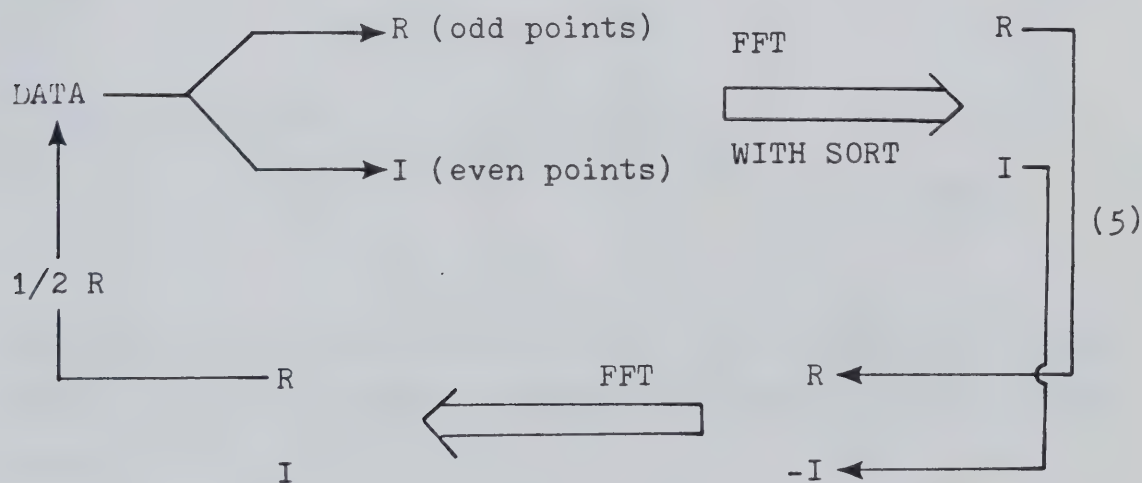 R (odd points)
FFT
R
DATA
WITH SORT
I (even points)
I
(5)
1/2 R
R
FFT
R
I
-I